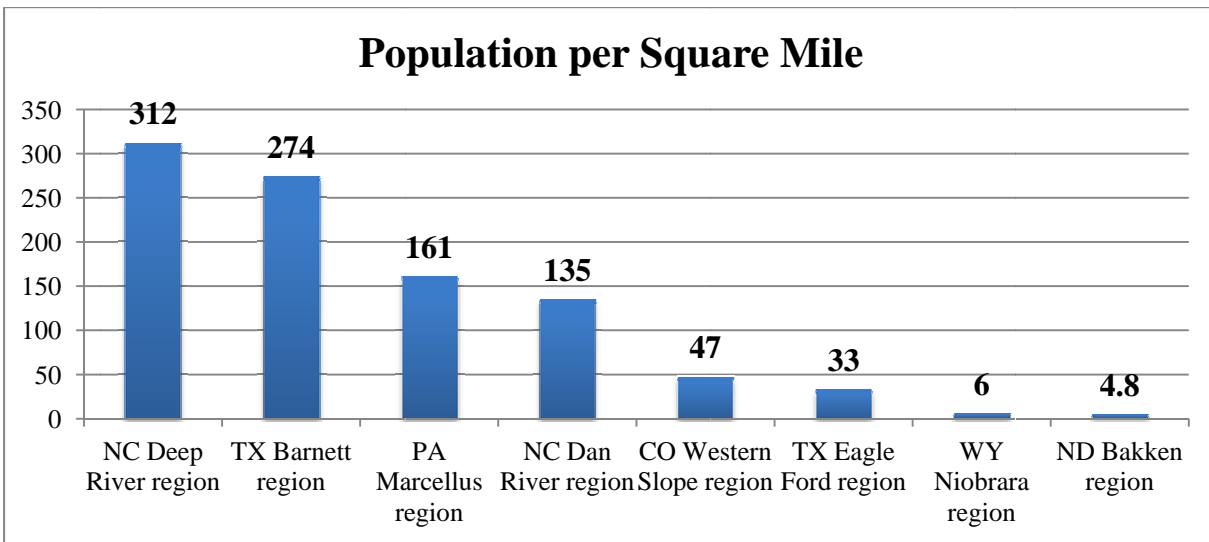 Population per Square Mile
350
300
250
200
150
100
50
0
312
274
161
135
47
33
6
4.8
NC Deep
River region
TX Barnett
region
PA
Marcellus
region
NC Dan
River region
CO Western
Slope region
TX Eagle
Ford region
WY
Niobrara
region
ND Bakken
region